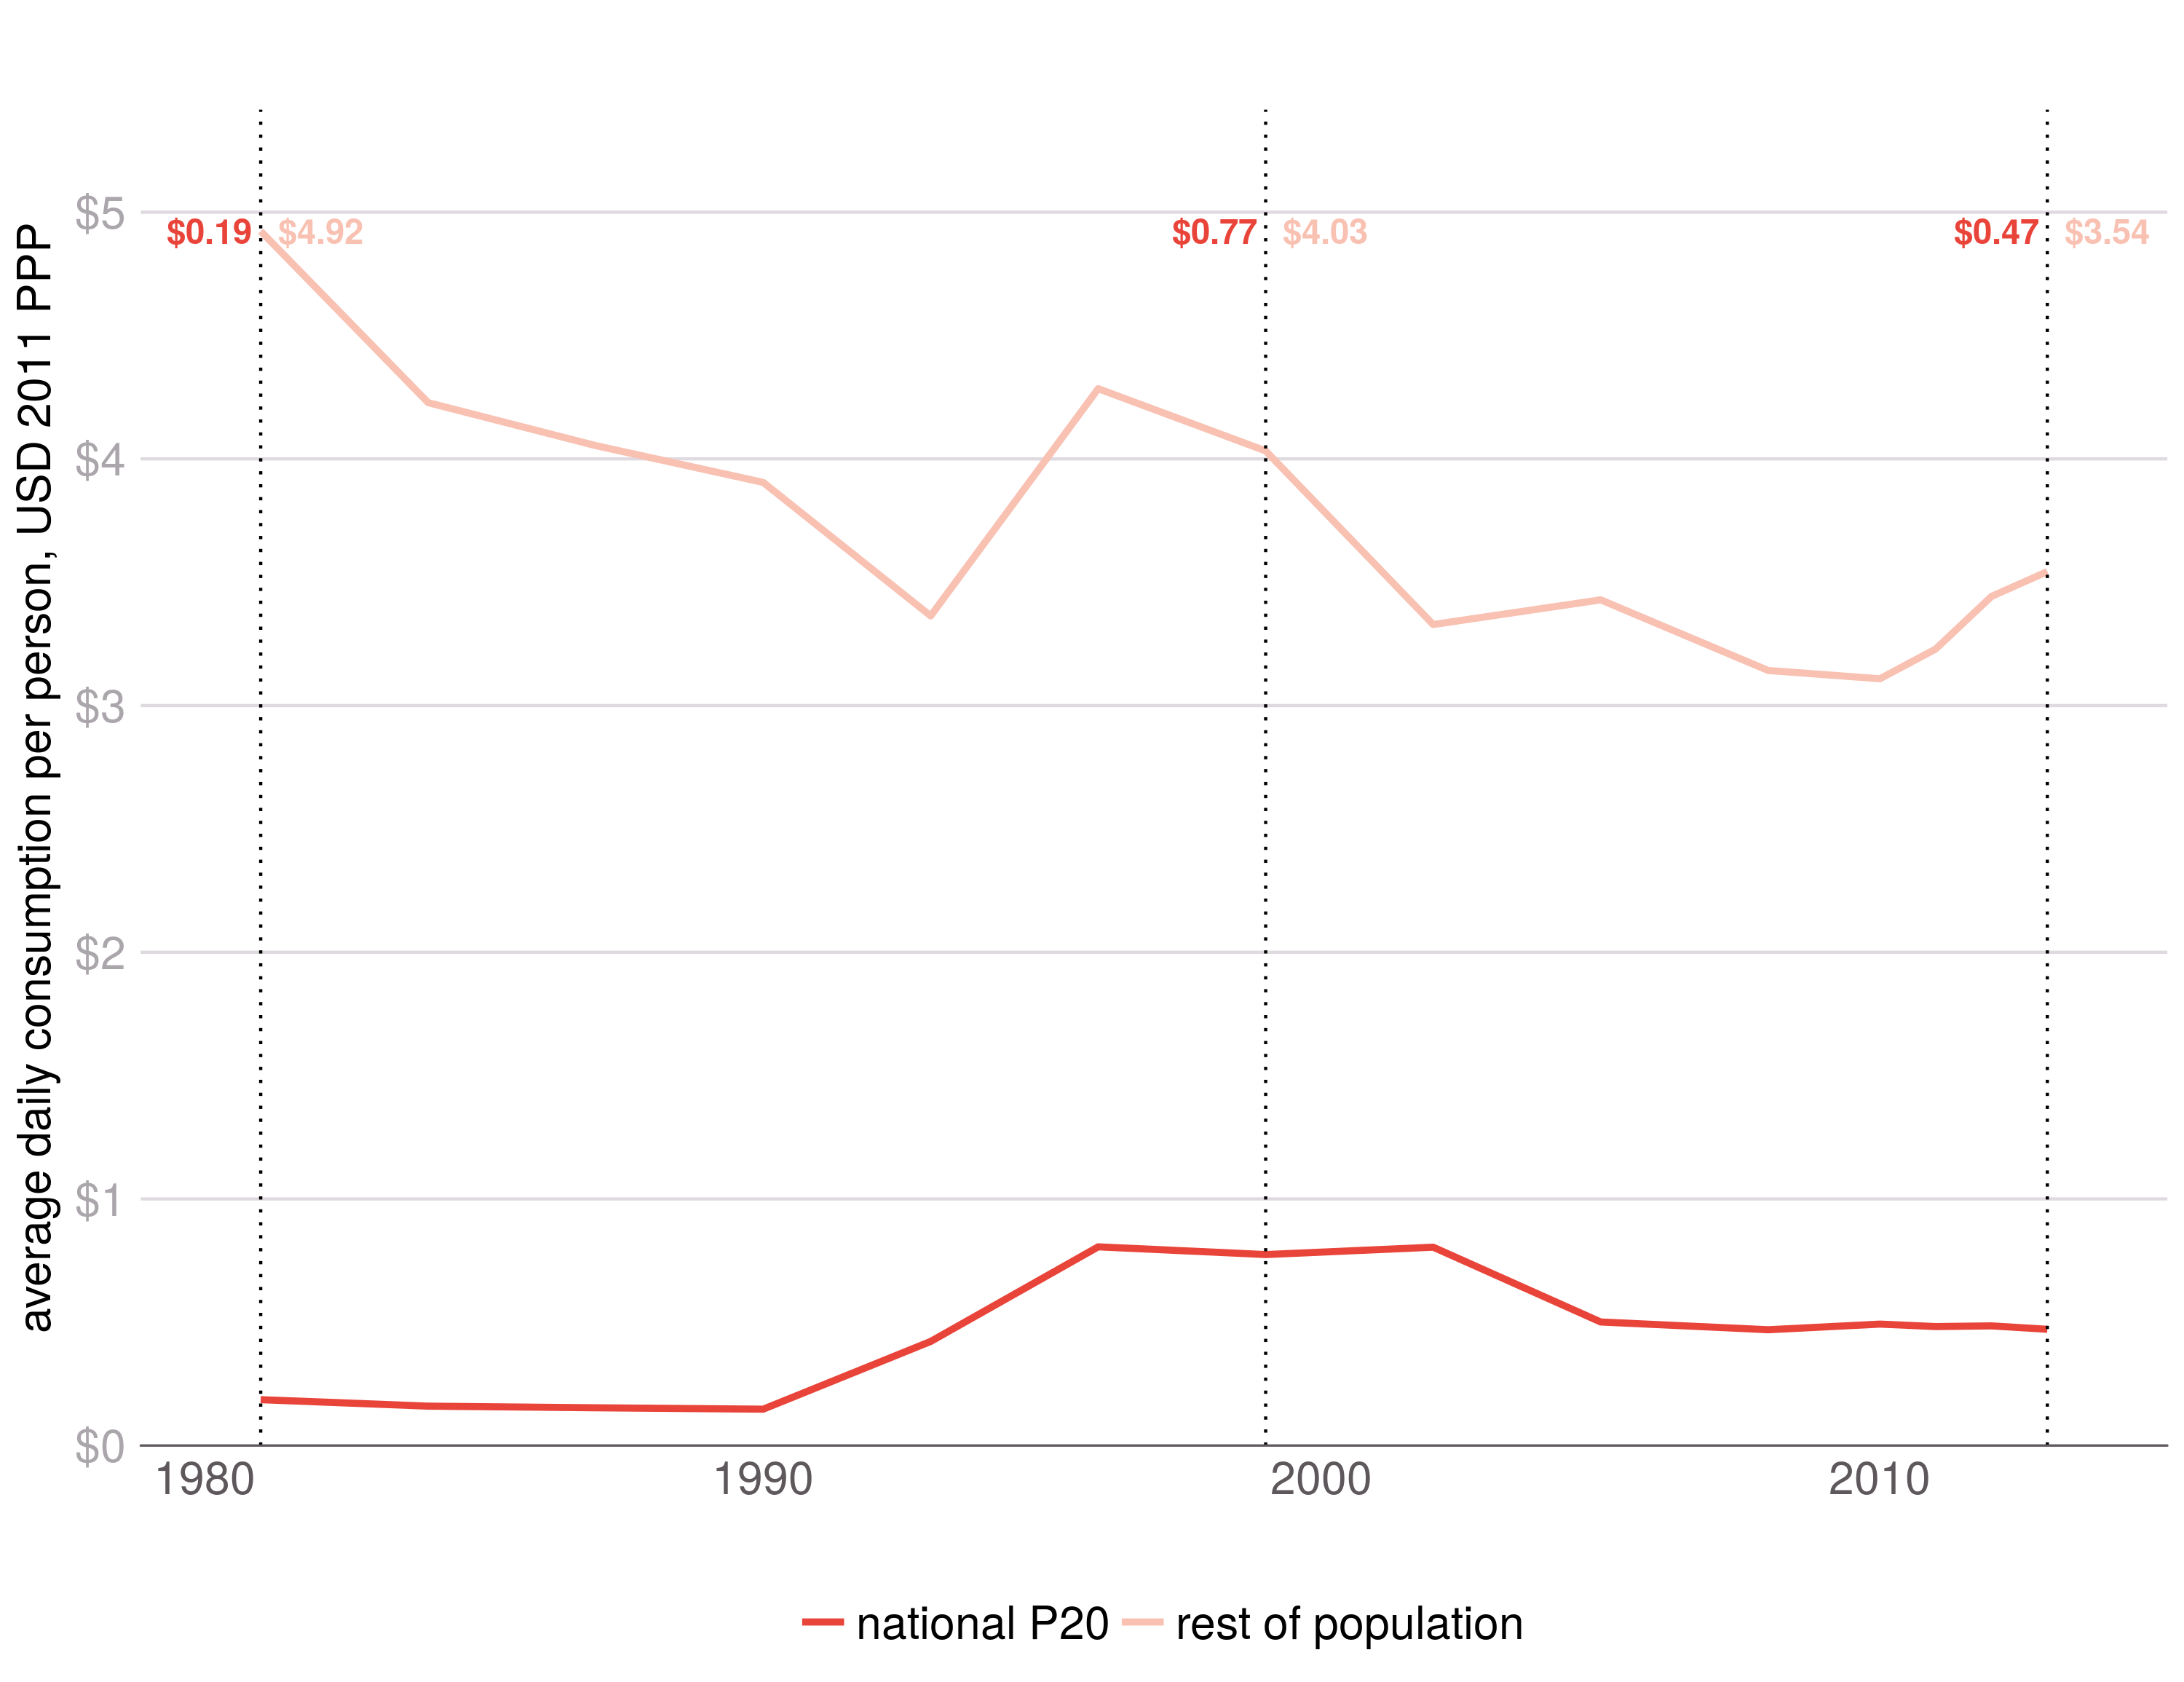 average daily consumption per person, USD 2011 PPP
$5
$0.19 $4.92 $0.77 $4.03 $0.47 $3.54
$4
$3
$2
$1
$0
1980 1990 2000 2010
national P20 rest of population